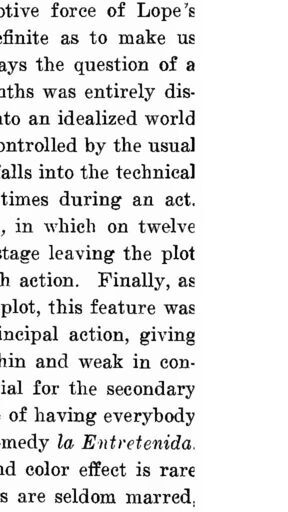 ptive force of Lope's
efinite as to make us
ays the question of a
nths was entirely dis-
nto an idealized world
ontrolled by the usual
falls into the technical
times during an act.
, in which on twelve
stage leaving the plot
h action. Finally, as
plot, this feature was
incipal action, giving
hin and weak in con-
ial for the secondary
of having everybody
medy la Entretenida.
nd color effect is rare
s are seldom marred,